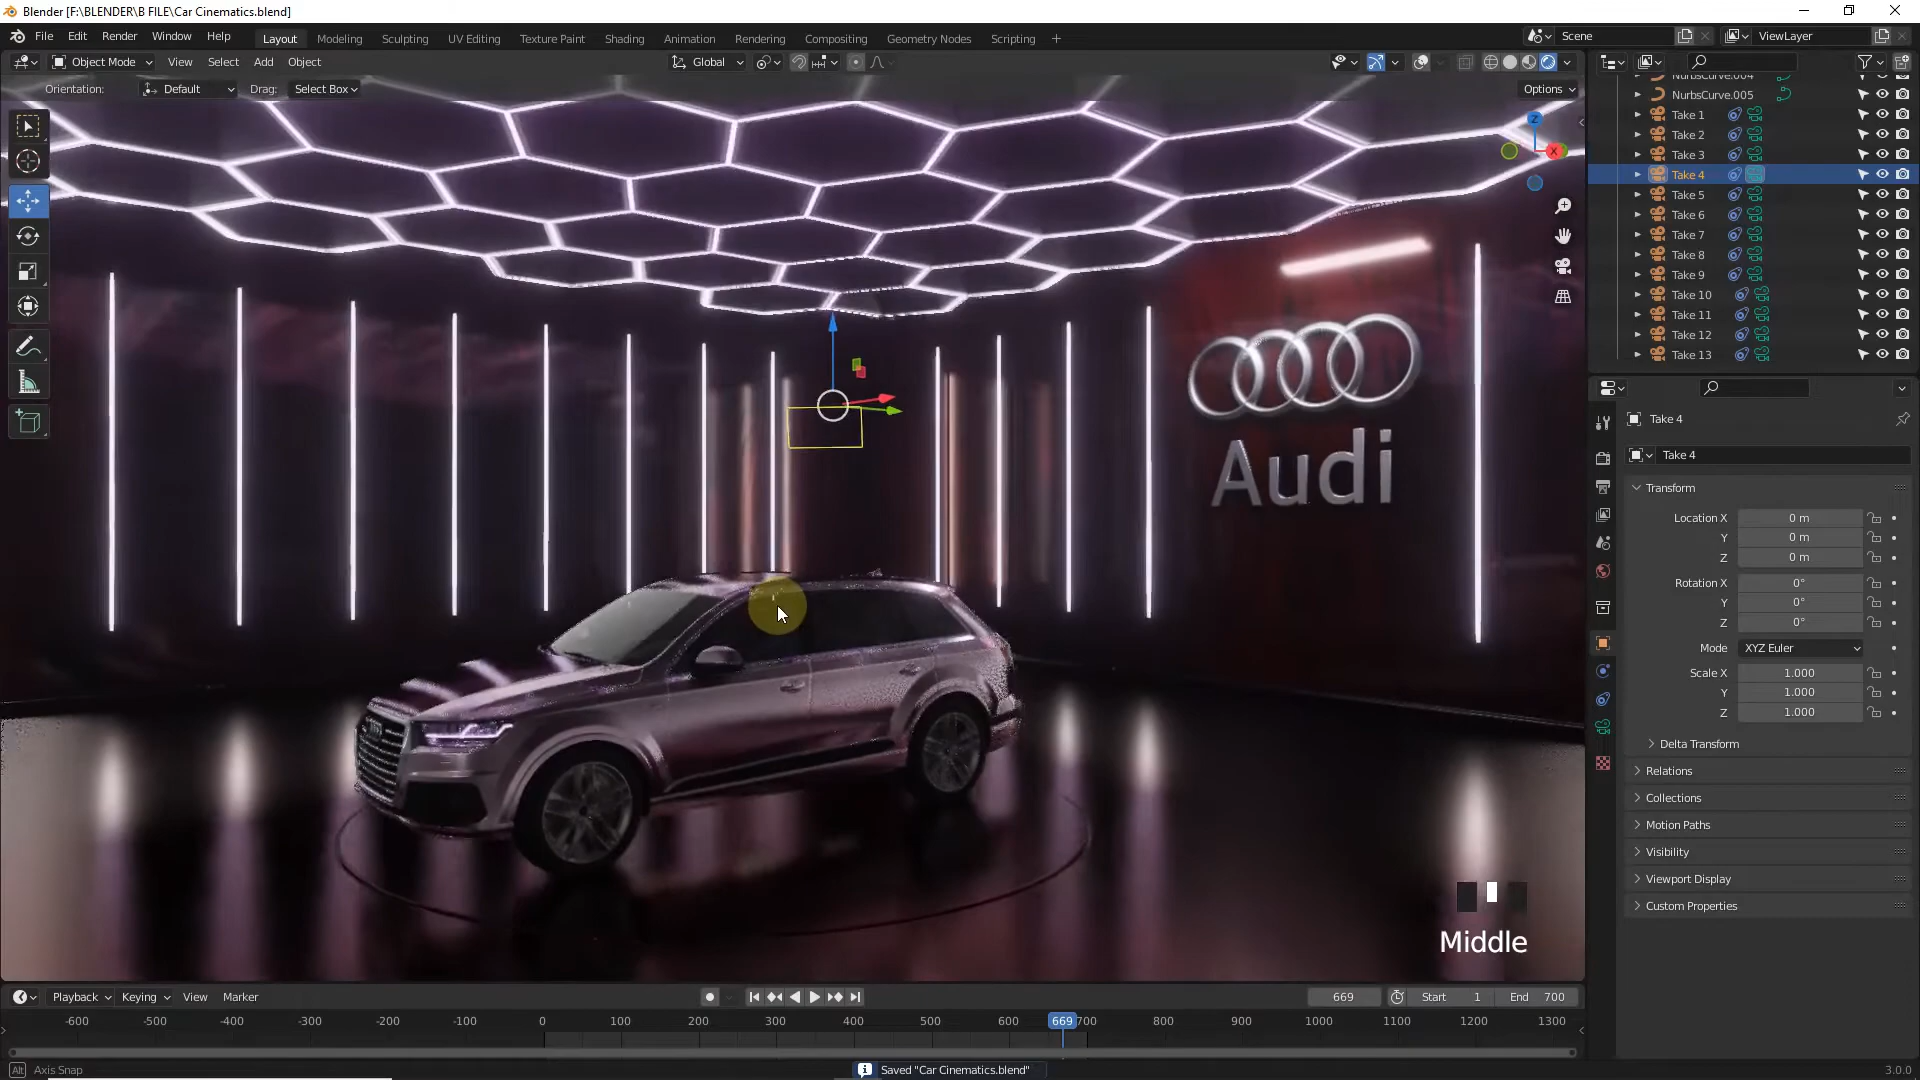 Blender [F:\BLENDER\B FILE\Car Cinematics.blend]
File Edit Render Window Help Layout Modeling Sculpting UV Editing Texture Paint Shading Animation Rendering Compositing Geometry Nodes Scripting + Scene ViewLayer
Object Mode View Select Add Object Global
Orientation: Default Drag: Select Box Options
NurbsCurve.004
NurbsCurve.005
Take 1
Take 2
Take 3
Take 4
Take 5
Take 6
Take 7
Take 8
Take 9
Take 10
Take 11
Take 12
Take 13
Z
X
Audi
Take 4
Take 4
Transform
Location X 0 m
Y 0 m
Z 0 m
Rotation X 0°
Y 0°
Z 0°
Mode XYZ Euler
Scale X 1.000
Y 1.000
Z 1.000
Delta Transform
Relations
Collections
Motion Paths
Visibility
Viewport Display
Custom Properties
Middle
Playback Keying View Marker 669 Start 1 End 700
-600 -500 -400 -300 -200 -100 0 100 200 300 400 500 600 669 700 800 900 1000 1100 1200 1300
Alt Axis Snap Saved "Car Cinematics.blend" 3.0.0